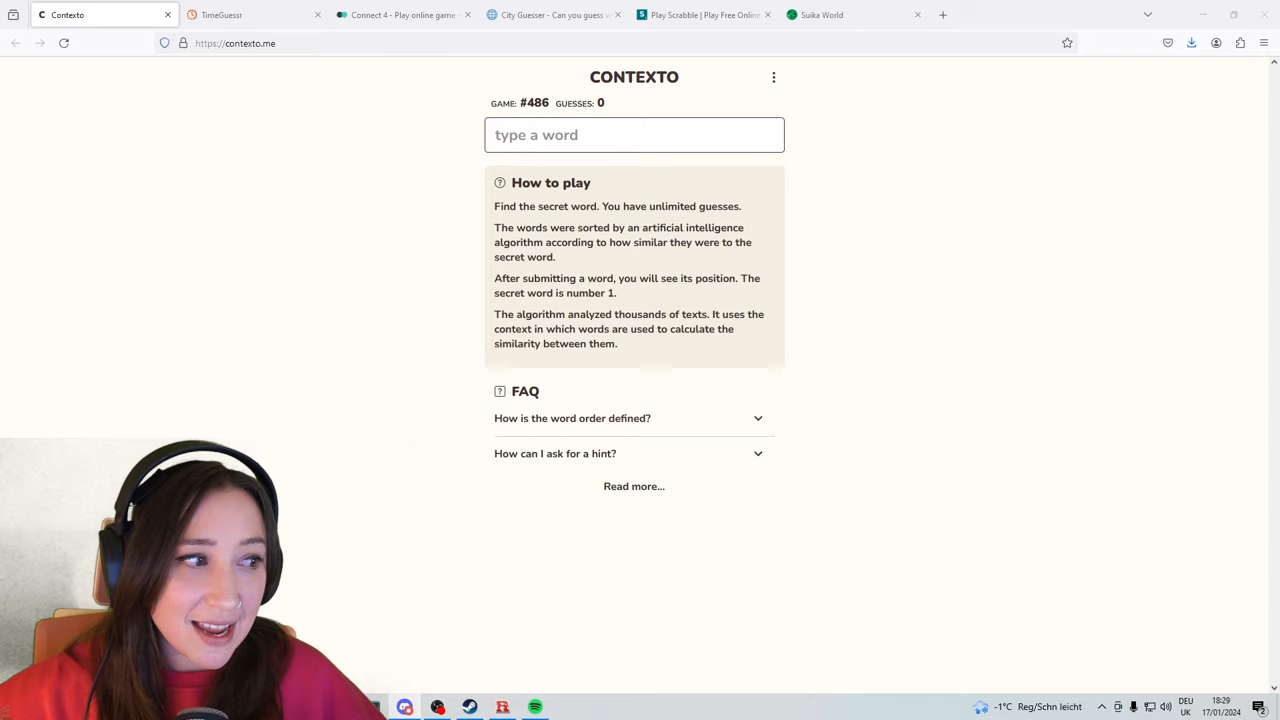 Contexto
TimeGuessr
Connect 4 - Play online game
City Guesser - Can you guess w
Play Scrabble | Play Free Online
Suika World
https://contexto.me
CONTEXTO
GAME: #486 GUESSES: 0
type a word
How to play
Find the secret word. You have unlimited guesses.
The words were sorted by an artificial intelligence
algorithm according to how similar they were to the
secret word.
After submitting a word, you will see its position. The
secret word is number 1.
The algorithm analyzed thousands of texts. It uses the
context in which words are used to calculate the
similarity between them.
FAQ
How is the word order defined?
How can I ask for a hint?
Read more...
-1°C Reg/Schn leicht
DEU
UK
18:29
17/01/2024
2